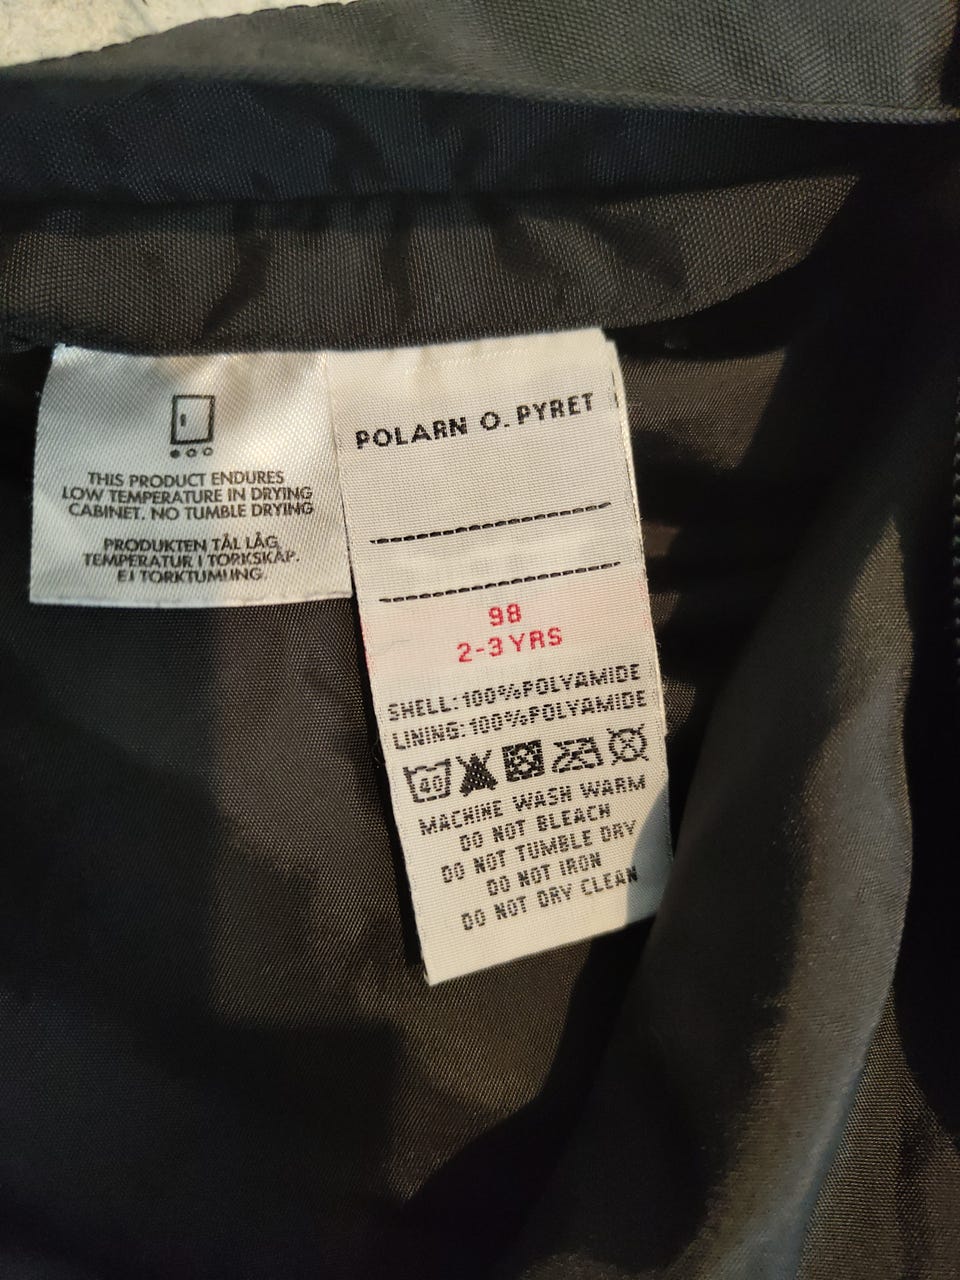 THIS PRODUCT ENDURES
LOW TEMPERATURE IN DRYING
CABINET. NO TUMBLE DRYING
PRODUKTEN TÅL LÅG
TEMPERATUR I TORKSKÅP.
EJ TORKTUMLING.
POLARN O. PYRET
98
2-3 YRS
SHELL: 100% POLYAMIDE
LINING: 100% POLYAMIDE
40
MACHINE WASH WARM
DO NOT BLEACH
DO NOT TUMBLE DRY
DO NOT IRON
DO NOT DRY CLEAN